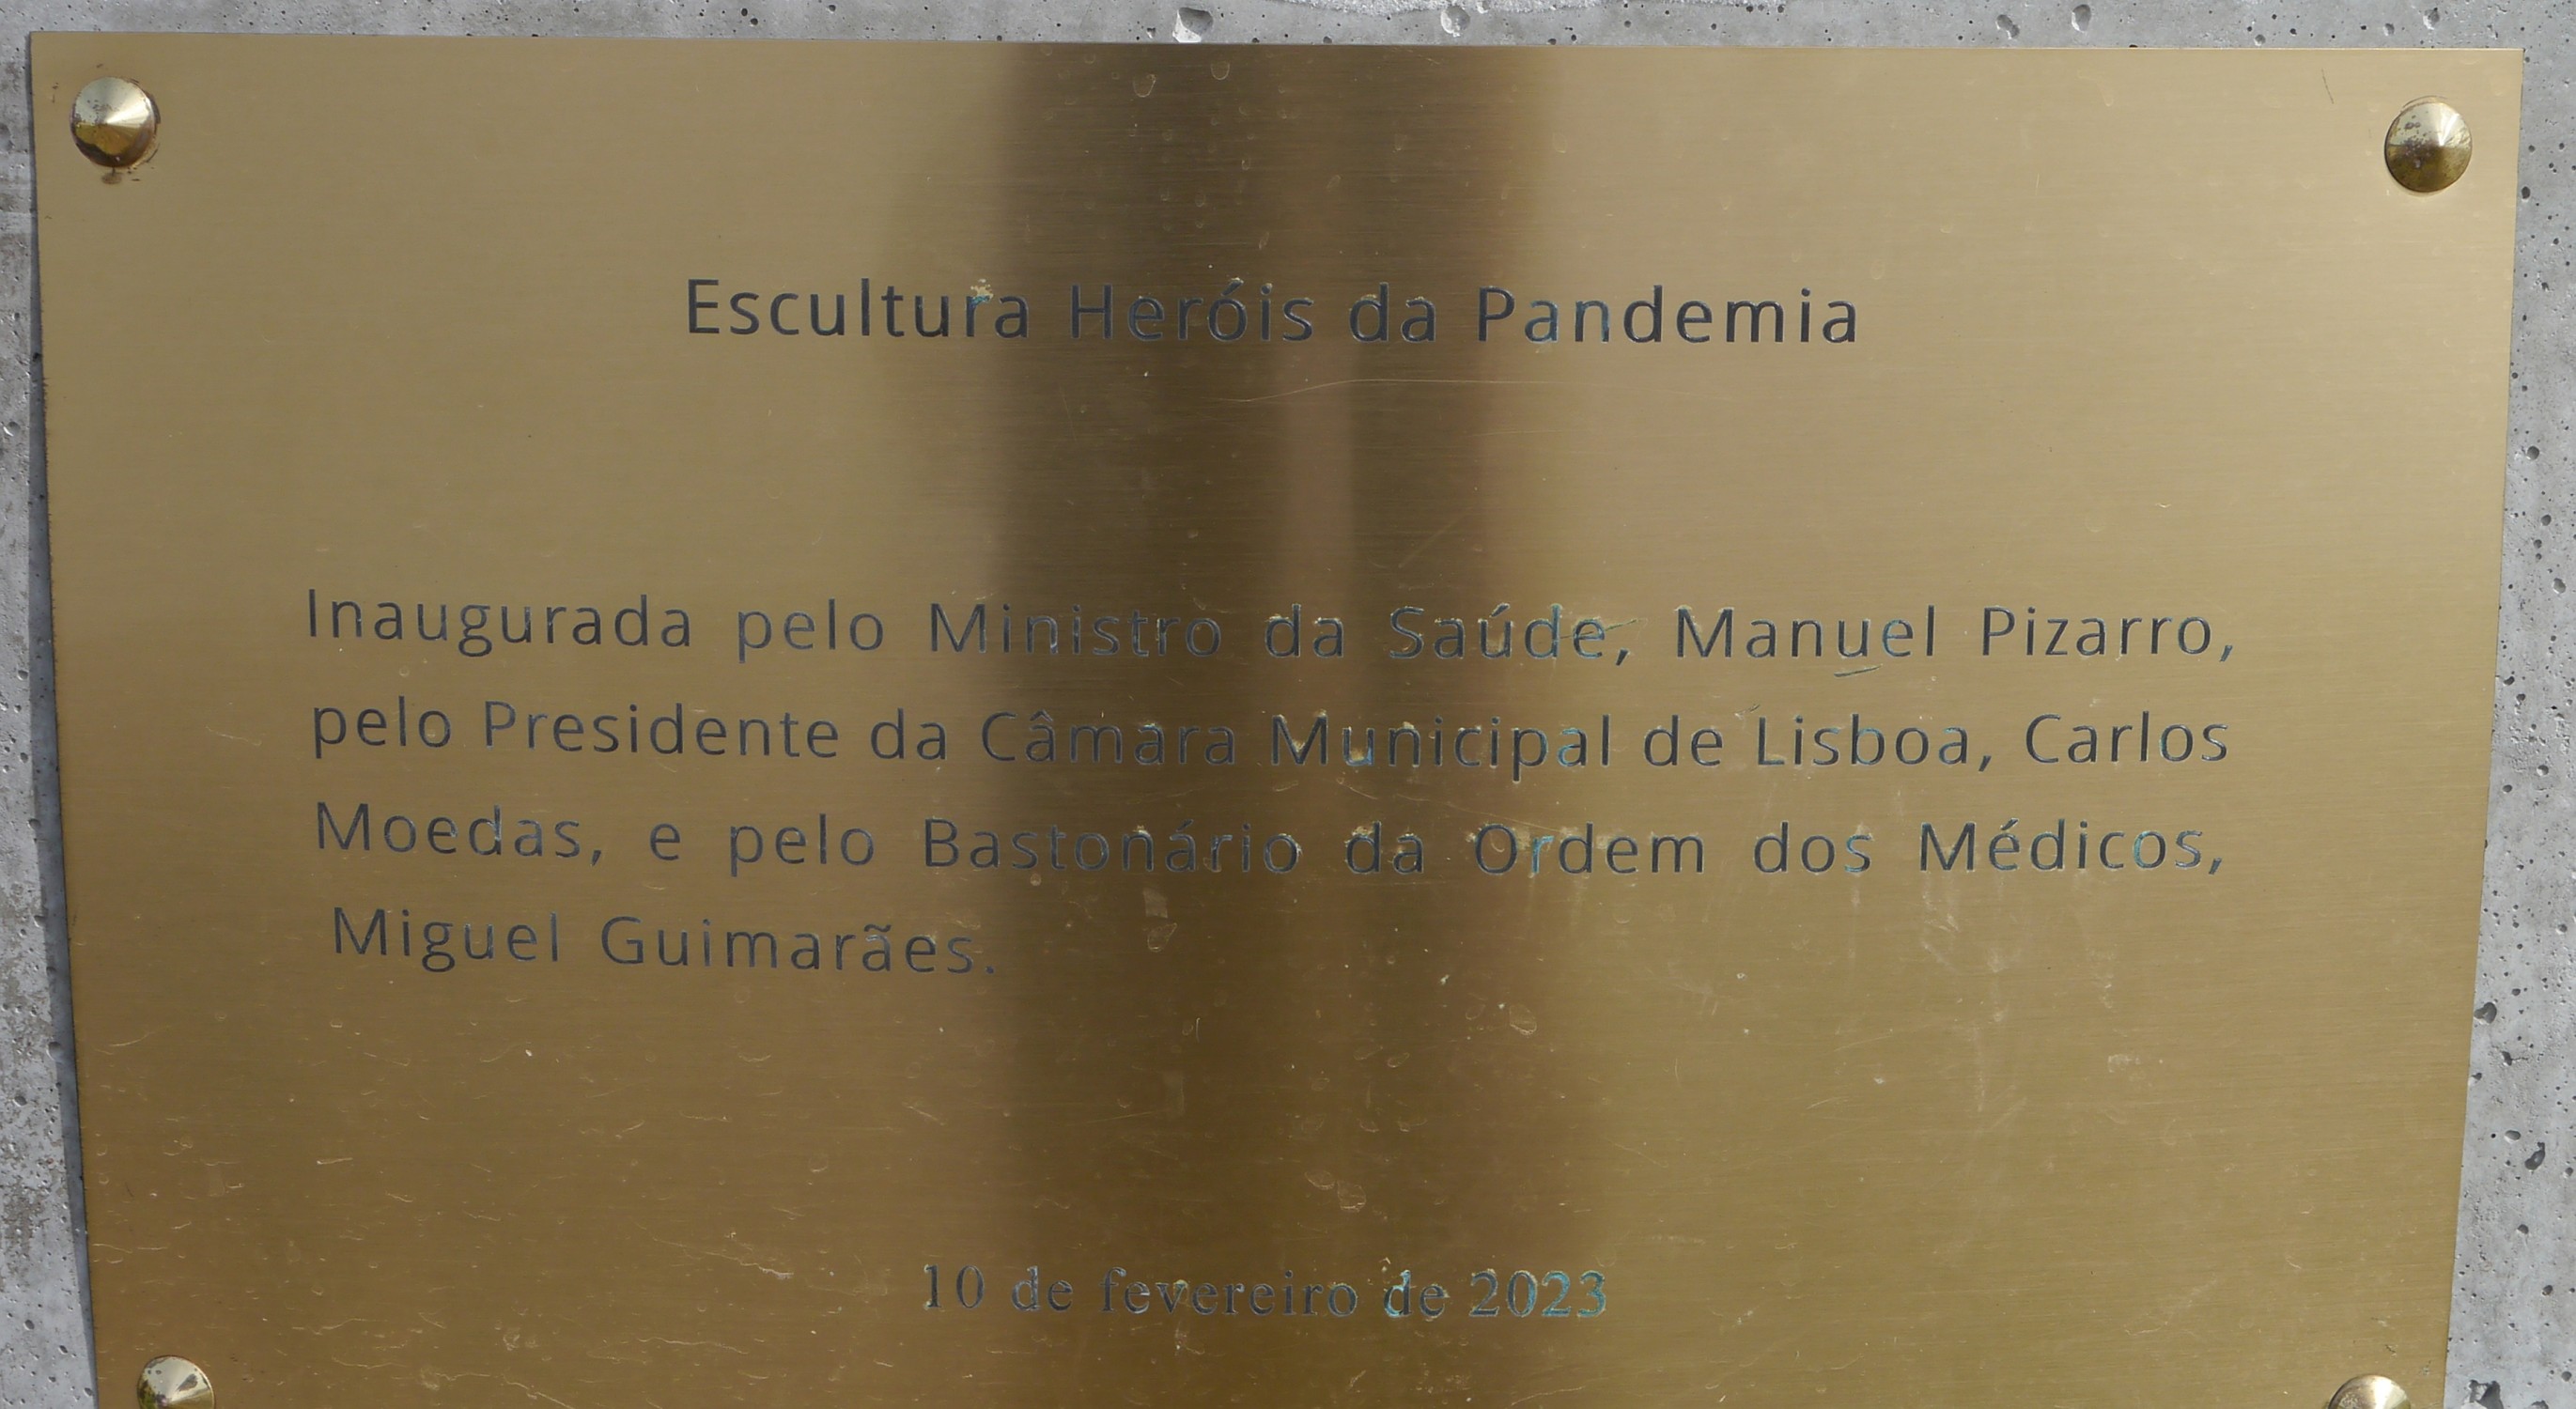 Escultura Heróis da Pandemia
Inaugurada pelo Ministro da Saúde, Manuel Pizarro,
pelo Presidente da Câmara Municipal de Lisboa, Carlos
Moedas, e pelo Bastonário da Ordem dos Médicos,
Miguel Guimarães.
10 de fevereiro de 2023